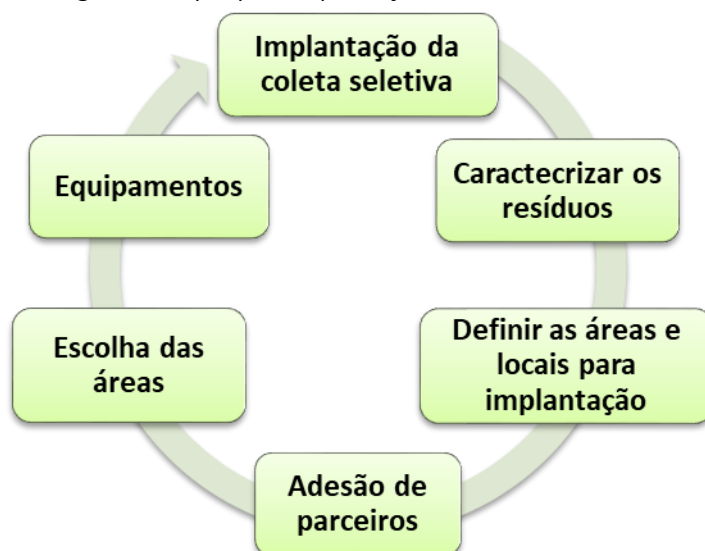 Implantação da
coleta seletiva
Caractecrizar os
resíduos
Definir as áreas e
locais para
implantação
Adesão de
parceiros
Escolha das
áreas
Equipamentos